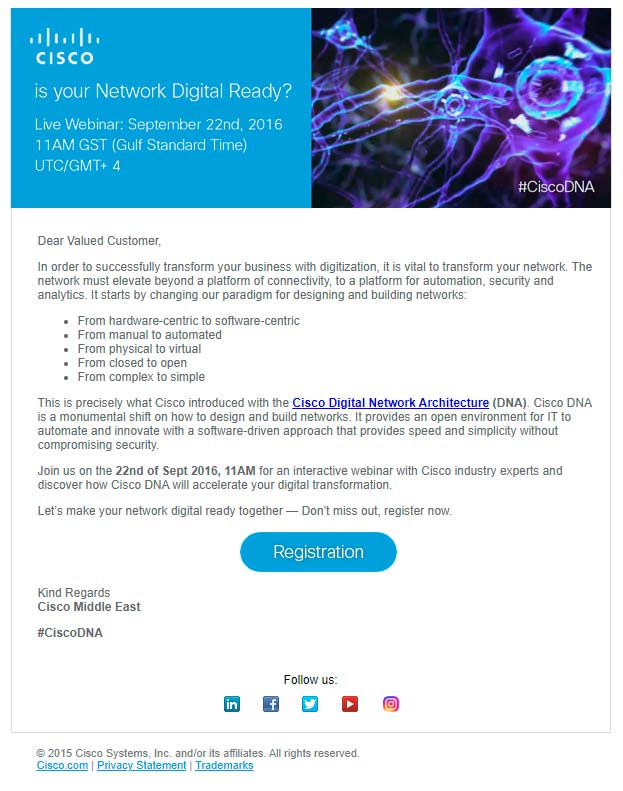 CISCO
is your Network Digital Ready?
Live Webinar: September 22nd, 2016
11AM GST (Gulf Standard Time)
UTC/GMT+ 4
#CiscoDNA
Dear Valued Customer,
In order to successfully transform your business with digitization, it is vital to transform your network. The
network must elevate beyond a platform of connectivity, to a platform for automation, security and
analytics. It starts by changing our paradigm for designing and building networks:
• From hardware-centric to software-centric
• From manual to automated
• From physical to virtual
• From closed to open
• From complex to simple
This is precisely what Cisco introduced with the Cisco Digital Network Architecture (DNA). Cisco DNA
is a monumental shift on how to design and build networks. It provides an open environment for IT to
automate and innovate with a software-driven approach that provides speed and simplicity without
compromising security.
Join us on the 22nd of Sept 2016, 11AM for an interactive webinar with Cisco industry experts and
discover how Cisco DNA will accelerate your digital transformation.
Let's make your network digital ready together — Don't miss out, register now.
Registration
Kind Regards
Cisco Middle East
#CiscoDNA
Follow us:
© 2015 Cisco Systems, Inc. and/or its affiliates. All rights reserved.
Cisco.com | Privacy Statement | Trademarks